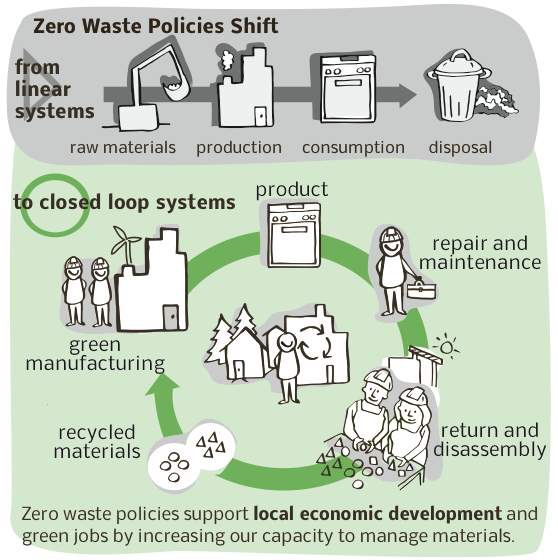 Zero Waste Policies Shift
from
linear
systems
raw materials
production
consumption
disposal
to closed loop systems
product
repair and
maintenance
green
manufacturing
recycled
materials
return and
disassembly
Zero waste policies support local economic development and
green jobs by increasing our capacity to manage materials.